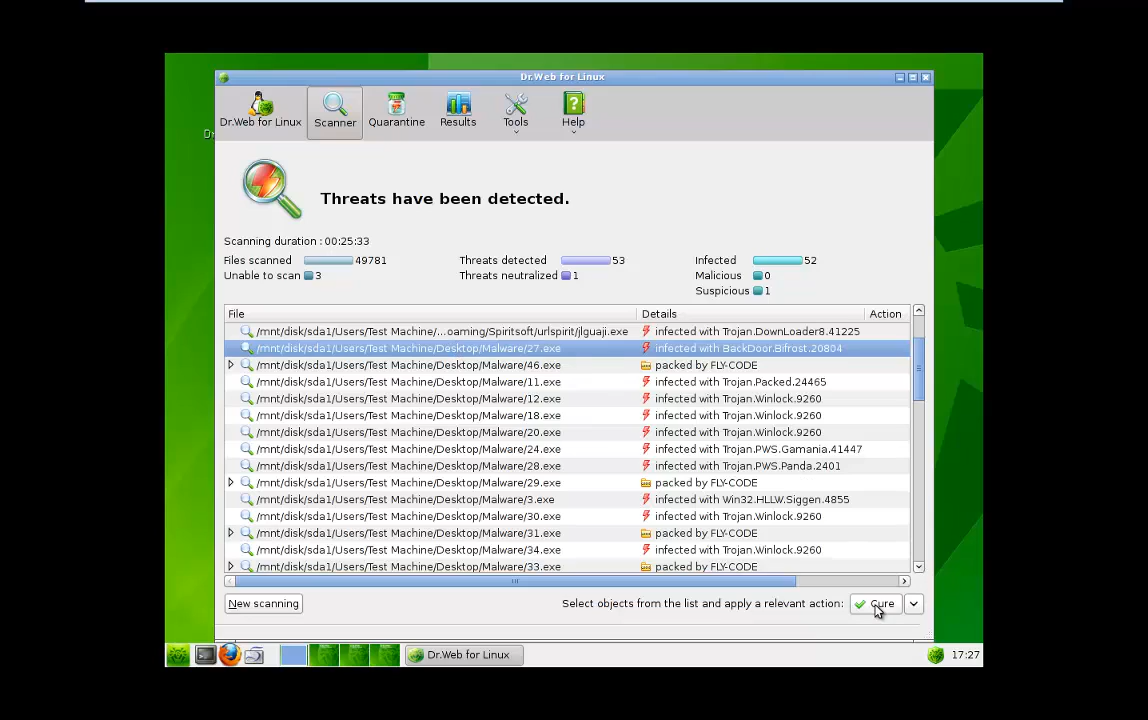 Dr.Web for Linux
Dr.Web for Linux Scanner Quarantine Results Tools Help
Threats have been detected.
Scanning duration : 00:25:33
Files scanned 49781 Threats detected 53 Infected 52
Unable to scan 3 Threats neutralized 1 Malicious 0
Suspicious 1
File Details Action
/mnt/disk/sda1/Users/Test Machine/...oaming/Spiritsoft/urlspirit/jlguaji.exe infected with Trojan.DownLoader8.41225
/mnt/disk/sda1/Users/Test Machine/Desktop/Malware/27.exe infected with BackDoor.Bifrost.20804
/mnt/disk/sda1/Users/Test Machine/Desktop/Malware/46.exe packed by FLY-CODE
/mnt/disk/sda1/Users/Test Machine/Desktop/Malware/11.exe infected with Trojan.Packed.24465
/mnt/disk/sda1/Users/Test Machine/Desktop/Malware/12.exe infected with Trojan.Winlock.9260
/mnt/disk/sda1/Users/Test Machine/Desktop/Malware/18.exe infected with Trojan.Winlock.9260
/mnt/disk/sda1/Users/Test Machine/Desktop/Malware/20.exe infected with Trojan.Winlock.9260
/mnt/disk/sda1/Users/Test Machine/Desktop/Malware/24.exe infected with Trojan.PWS.Gamania.41447
/mnt/disk/sda1/Users/Test Machine/Desktop/Malware/28.exe infected with Trojan.PWS.Panda.2401
/mnt/disk/sda1/Users/Test Machine/Desktop/Malware/29.exe packed by FLY-CODE
/mnt/disk/sda1/Users/Test Machine/Desktop/Malware/3.exe infected with Win32.HLLW.Siggen.4855
/mnt/disk/sda1/Users/Test Machine/Desktop/Malware/30.exe infected with Trojan.Winlock.9260
/mnt/disk/sda1/Users/Test Machine/Desktop/Malware/31.exe packed by FLY-CODE
/mnt/disk/sda1/Users/Test Machine/Desktop/Malware/34.exe infected with Trojan.Winlock.9260
/mnt/disk/sda1/Users/Test Machine/Desktop/Malware/33.exe packed by FLY-CODE
New scanning Select objects from the list and apply a relevant action: Cure
Dr.Web for Linux 17:27